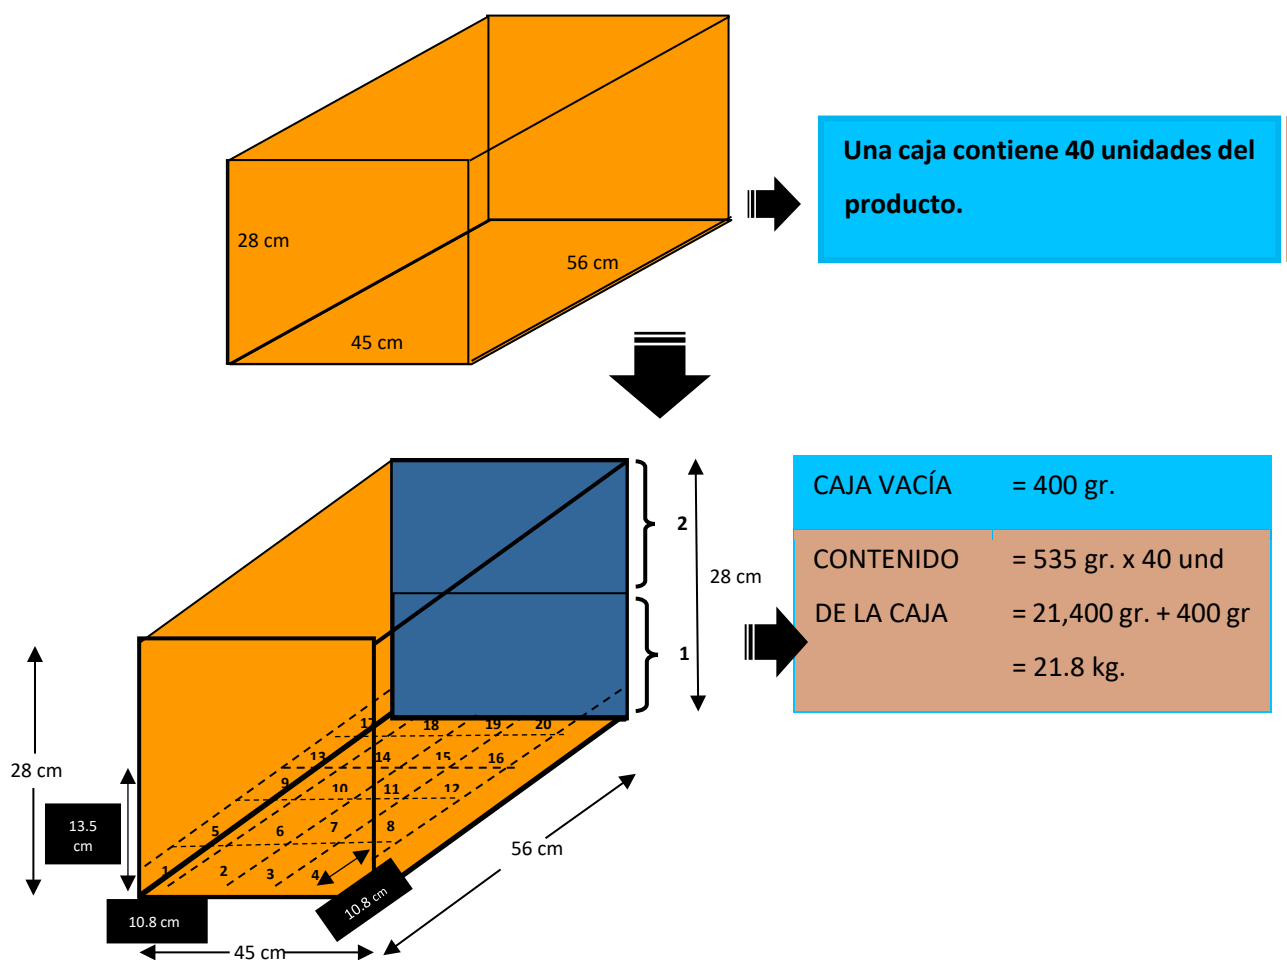 Una caja contiene 40 unidades del
producto.
28 cm
56 cm
45 cm
CAJA VACÍA = 400 gr.
CONTENIDO = 535 gr. x 40 und
DE LA CAJA = 21,400 gr. + 400 gr
= 21.8 kg.
2
28 cm
1
17 18 19 20
13 14 15 16
9 10 11 12
5 6 7 8
1 2 3 4
28 cm
13.5
cm
56 cm
10.8 cm
10.8 cm
45 cm